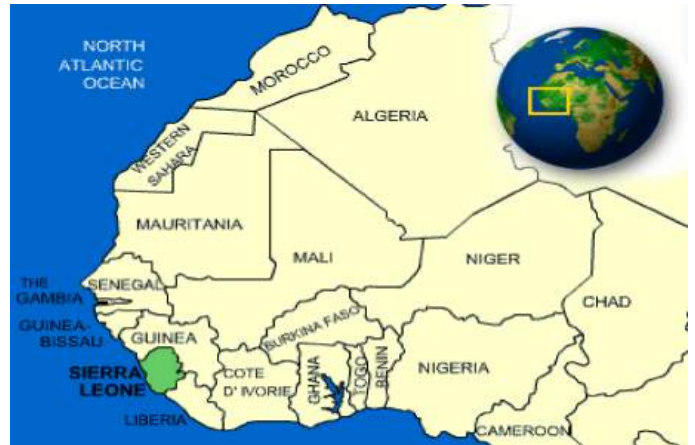 NORTH
ATLANTIC
OCEAN
MOROCCO
ALGERIA
WESTERN
SAHARA
MAURITANIA
MALI
NIGER
CHAD
THE
GAMBIA
SENEGAL
GUINEA-
BISSAU
GUINEA
BURKINA FASO
SIERRA
LEONE
COTE
D' IVORIE
GHANA
TOGO
BENIN
NIGERIA
LIBERIA
CAMEROON